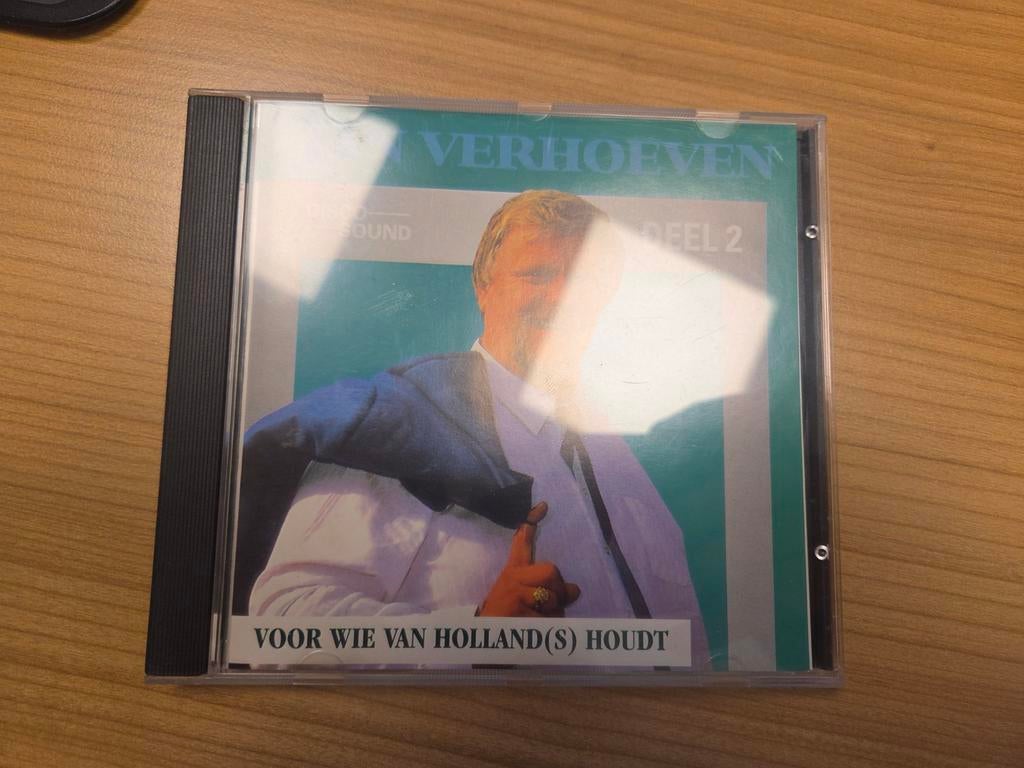 VERHOEVEN
SOUND
DEEL 2
VOOR WIE VAN HOLLAND(S) HOUDT